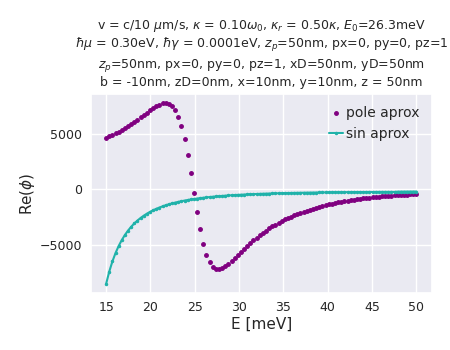 v = c/10 μm/s, κ = 0.10ω₀, κᵣ = 0.50κ, E₀=26.3meV
ℏμ = 0.30eV, ℏγ = 0.0001eV, zₚ=50nm, px=0, py=0, pz=1
zₚ=50nm, px=0, py=0, pz=1, xD=50nm, yD=50nm
b = -10nm, zD=0nm, x=10nm, y=10nm, z = 50nm
pole aprox
sin aprox
5000
0
−5000
Re(ϕ)
15 20 25 30 35 40 45 50
E [meV]